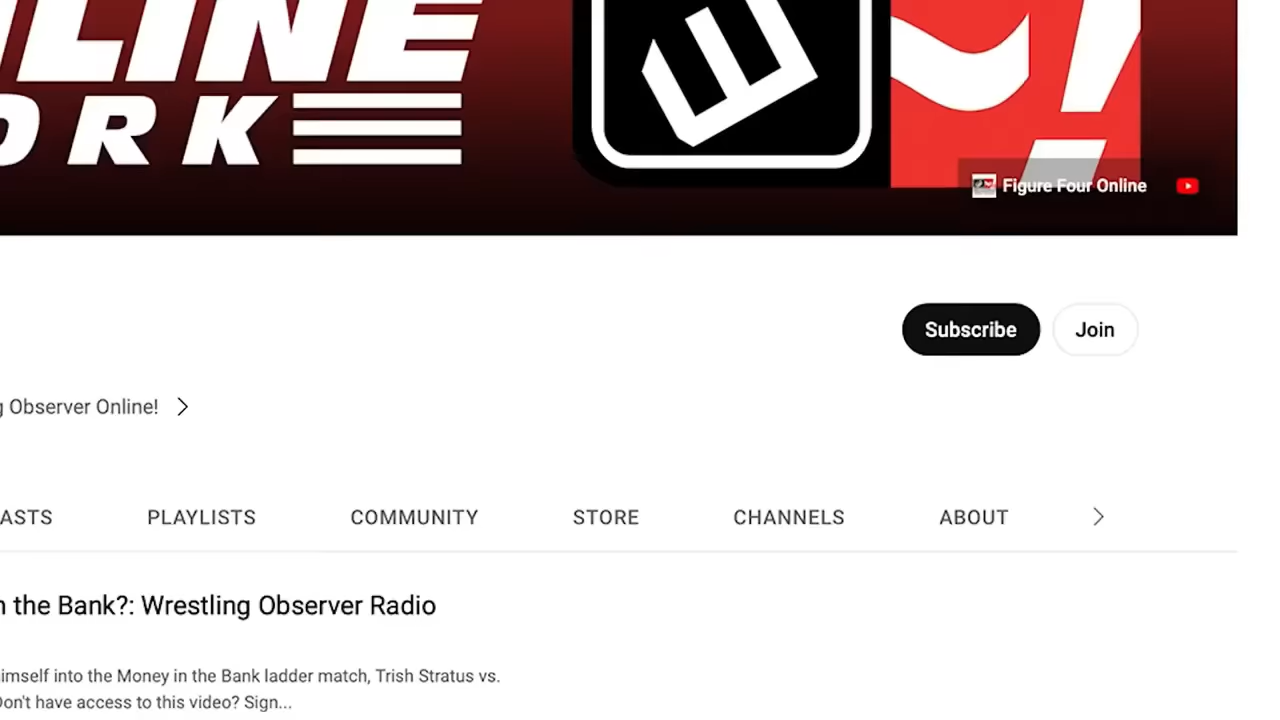 LINE
ORK
Figure Four Online
Subscribe
Join
g Observer Online!
ASTS
PLAYLISTS
COMMUNITY
STORE
CHANNELS
ABOUT
n the Bank?: Wrestling Observer Radio
imself into the Money in the Bank ladder match, Trish Stratus vs.
Don't have access to this video? Sign...